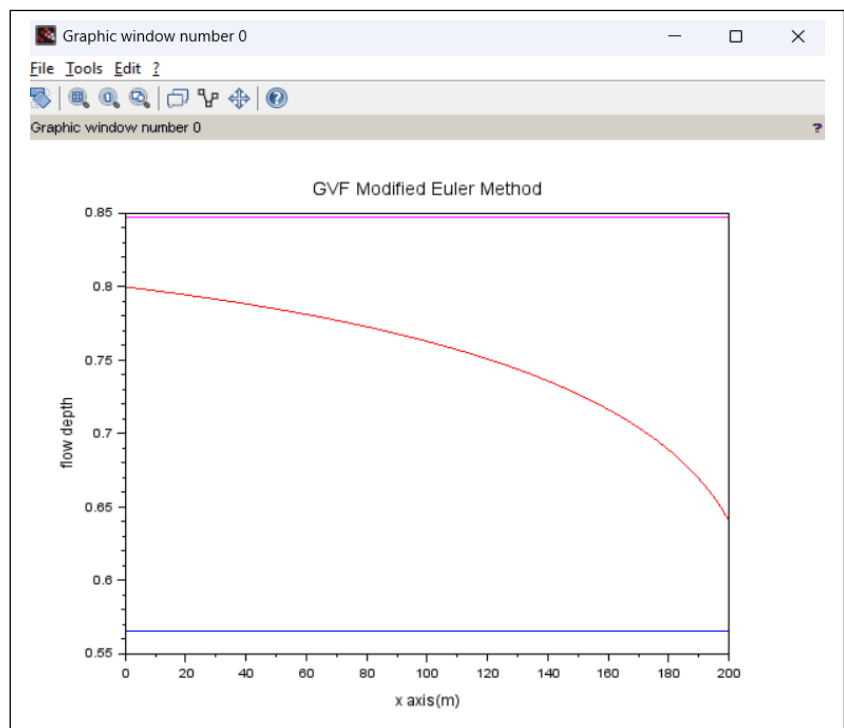 Graphic window number 0
File Tools Edit ?
Graphic window number 0 ?
GVF Modified Euler Method
0.85
0.8
0.75
0.7
0.65
0.6
0.55
flow depth
0 20 40 60 80 100 120 140 160 180 200
x axis(m)